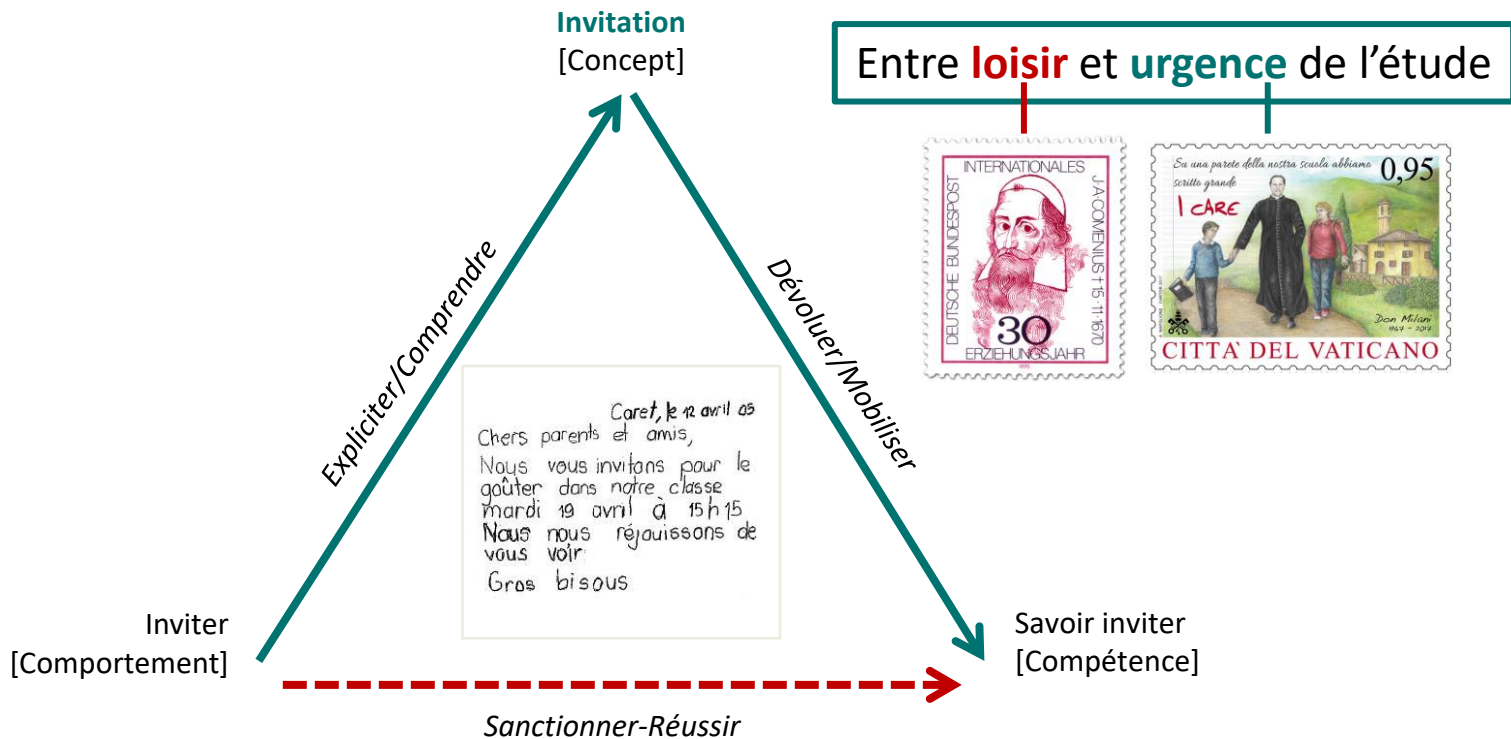 Invitation
[Concept]
Entre loisir et urgence de l'étude
INTERNATIONALES
DEUTSCHE BUNDESPOST
J·A·COMENIUS † 15·11·1670
30
ERZIEHUNGSJAHR
Su una parete della nostra scuola abbiamo
scritto grande
0,95
I CARE
Don Milani
1967 - 2017
CITTA' DEL VATICANO
Expliciter/Comprendre
Dévoluer/Mobiliser
Caret, le 12 avril 05
Chers parents et amis,
Nous vous invitons pour le
goûter dans notre classe
mardi 19 avril à 15h15
Nous nous réjouissons de
vous voir
Gros bisous
Inviter
[Comportement]
Savoir inviter
[Compétence]
Sanctionner-Réussir